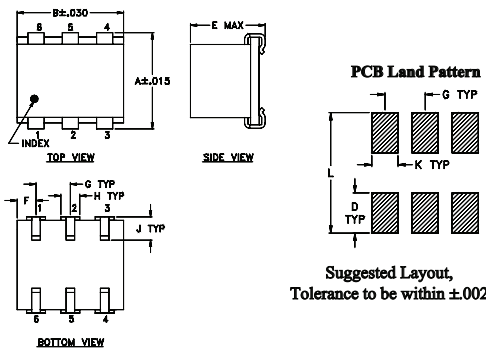 B±.030
6 5 4
A±.015
INDEX
1 2 3
TOP VIEW
E MAX
SIDE VIEW
PCB Land Pattern
G TYP
K TYP
L
D
TYP
Suggested Layout,
Tolerance to be within ±.002
G TYP
H TYP
F
1 2 3
J TYP
6 5 4
BOTTOM VIEW